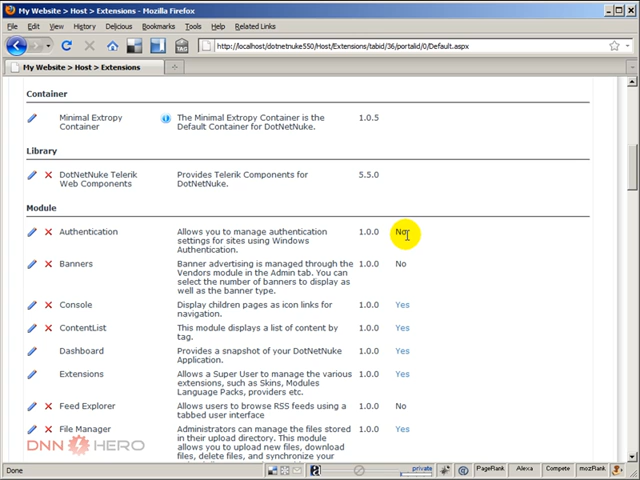 My Website > Host > Extensions - Mozilla Firefox
File Edit View History Delicious Bookmarks Tools Help Related Links
http://localhost/dotnetnuke550/Host/Extensions/tabid/36/portalid/0/Default.aspx
My Website > Host > Extensions
Container
Minimal Extropy The Minimal Extropy Container is the 1.0.5
Container Default Container for DotNetNuke.
Library
DotNetNuke Telerik Provides Telerik Components for 5.5.0
Web Components DotNetNuke.
Module
Authentication Allows you to manage authentication 1.0.0 No
settings for sites using Windows
Authentication.
Banners Banner advertising is managed through the 1.0.0 No
Vendors module in the Admin tab. You can
select the number of banners to display as
well as the banner type.
Console Display children pages as icon links for 1.0.0 Yes
navigation.
ContentList This module displays a list of content by 1.0.0 Yes
tag.
Dashboard Provides a snapshot of your DotNetNuke 1.0.0 Yes
Application.
Extensions Allows a Super User to manage the various 1.0.0 Yes
extensions, such as Skins, Modules
Language Packs, providers etc.
Feed Explorer Allows users to browse RSS feeds using a 1.0.0 No
tabbed user interface
File Manager Administrators can manage the files stored 1.0.0 Yes
in their upload directory. This module
allows you to upload new files, download
files, delete files, and synchronize your
DNN HERO
Done private PageRank Alexa Compete mozRank